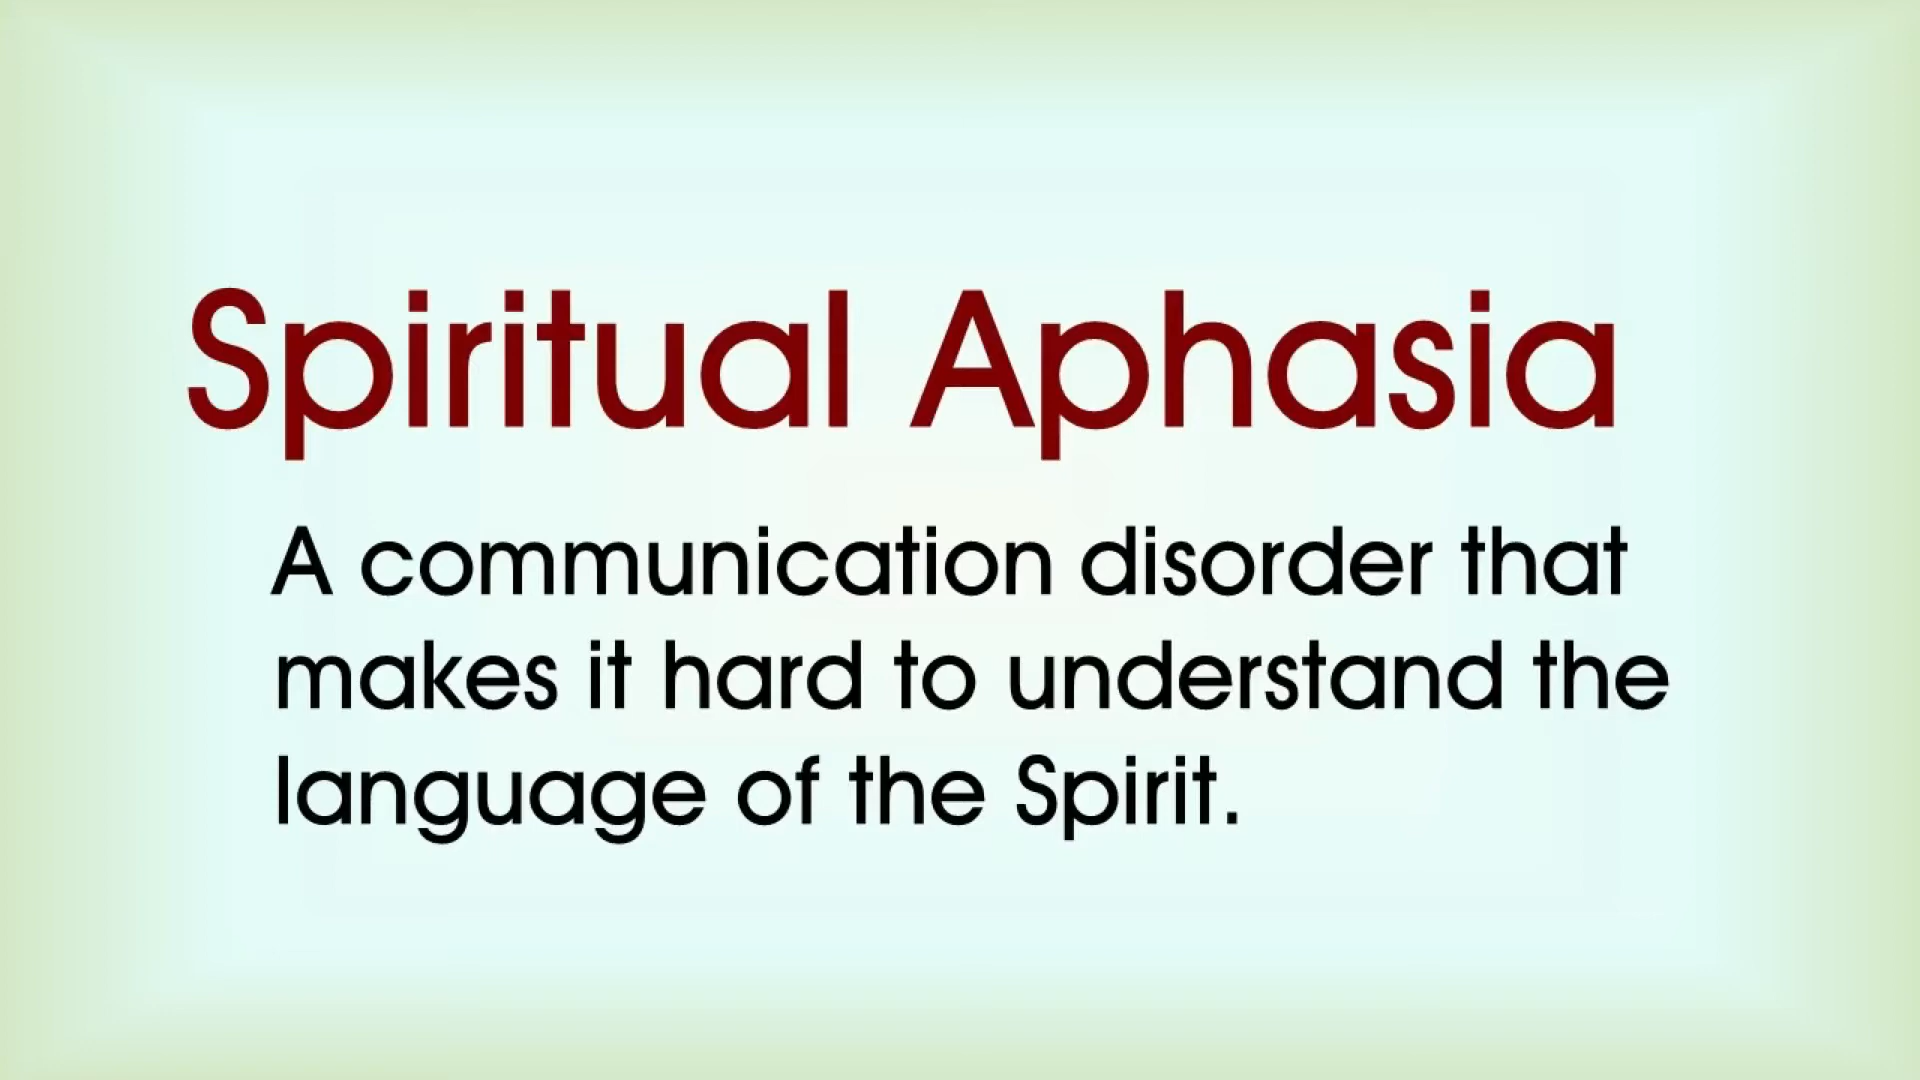 Spiritual Aphasia
A communication disorder that
makes it hard to understand the
language of the Spirit.